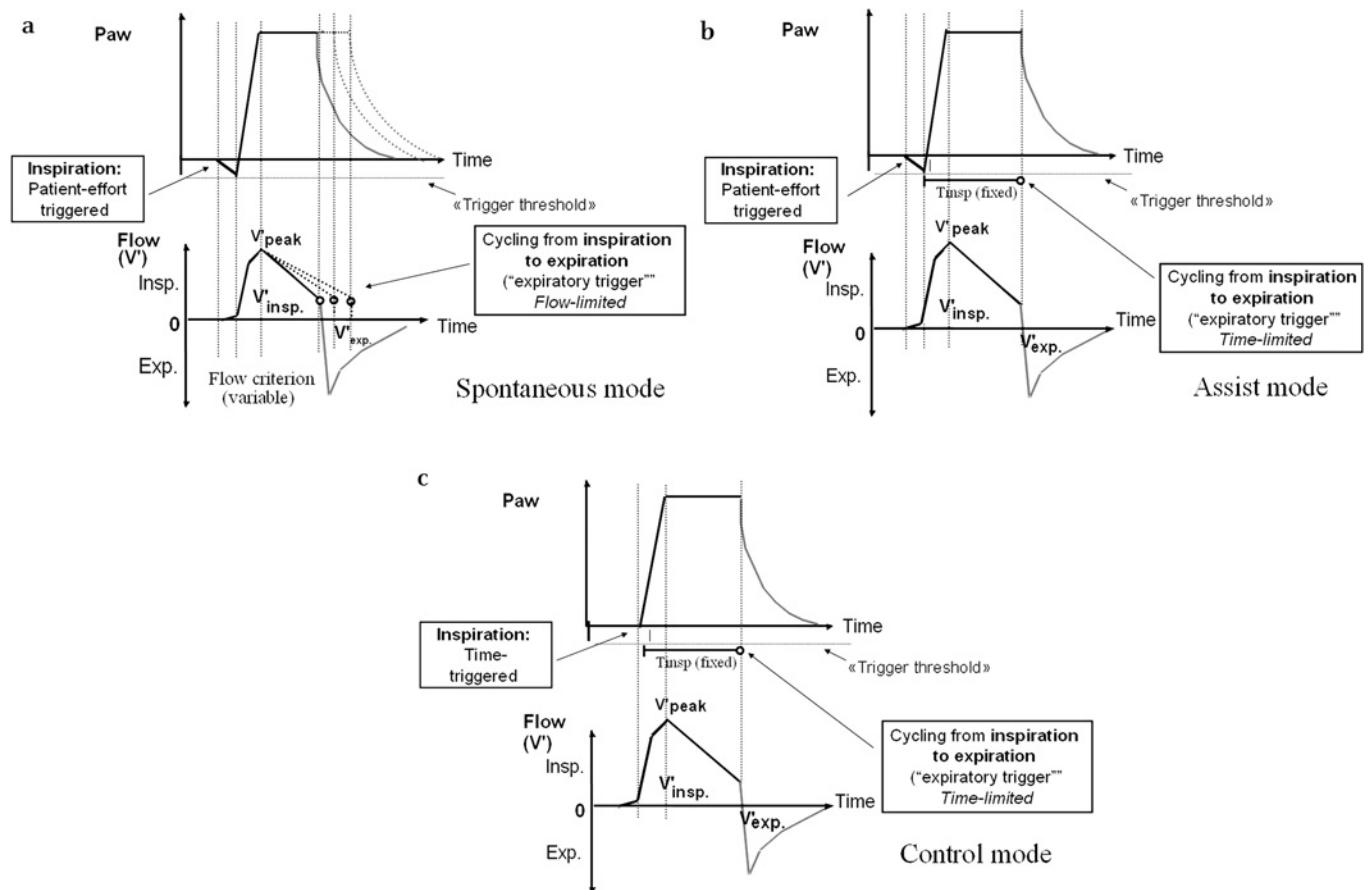 a
Paw
Time
Inspiration:
Patient-effort
triggered
«Trigger threshold»
Flow
(V')
V'peak
Insp.
V'insp.
0
Time
V'exp.
Exp.
Cycling from inspiration
to expiration
("expiratory trigger""
Flow-limited
Flow criterion
(variable)
Spontaneous mode
b
Paw
Time
Inspiration:
Patient-effort
triggered
Tinsp (fixed)
«Trigger threshold»
Flow
(V')
V'peak
Insp.
V'insp.
0
Time
V'exp.
Exp.
Cycling from inspiration
to expiration
("expiratory trigger""
Time-limited
Assist mode
c
Paw
Time
Inspiration:
Time-
triggered
Tinsp (fixed)
«Trigger threshold»
Flow
(V')
V'peak
Insp.
V'insp.
0
Time
V'exp.
Exp.
Cycling from inspiration
to expiration
("expiratory trigger""
Time-limited
Control mode